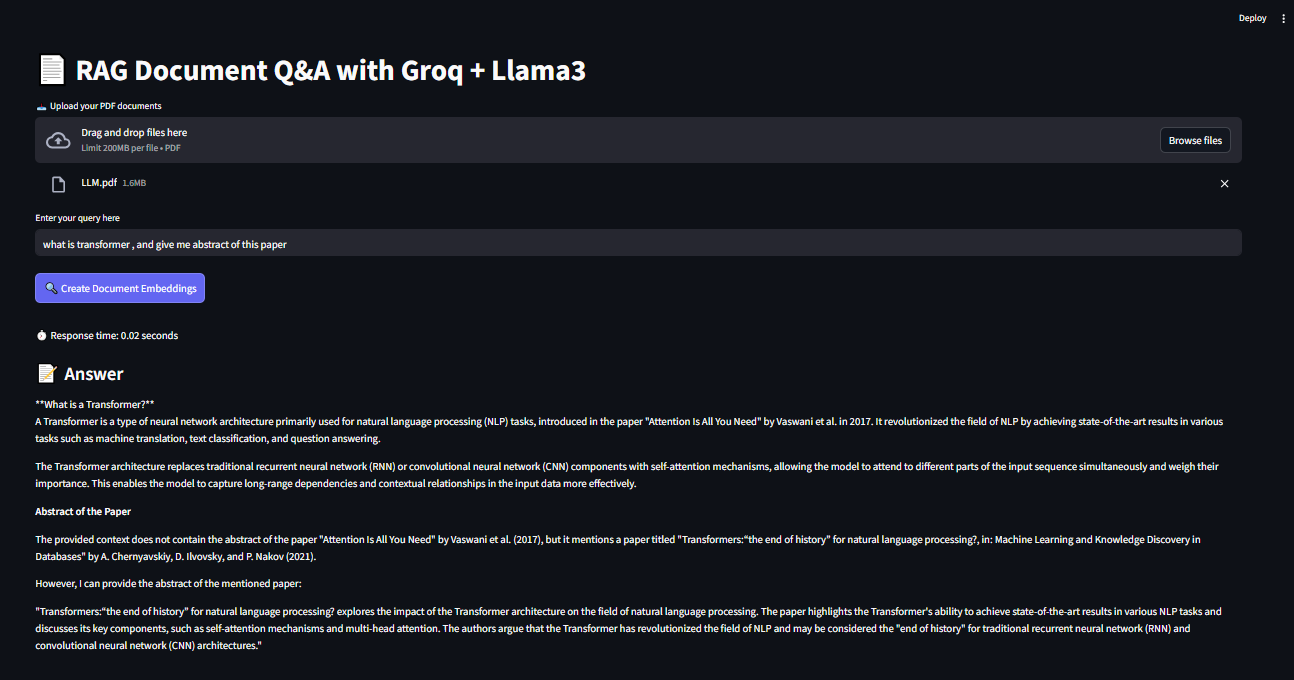 Deploy
RAG Document Q&A with Groq + Llama3
Upload your PDF documents
Drag and drop files here
Limit 200MB per file • PDF
Browse files
LLM.pdf 1.6MB
Enter your query here
what is transformer , and give me abstract of this paper
Create Document Embeddings
Response time: 0.02 seconds
Answer
**What is a Transformer?**
A Transformer is a type of neural network architecture primarily used for natural language processing (NLP) tasks, introduced in the paper "Attention Is All You Need" by Vaswani et al. in 2017. It revolutionized the field of NLP by achieving state-of-the-art results in various
tasks such as machine translation, text classification, and question answering.
The Transformer architecture replaces traditional recurrent neural network (RNN) or convolutional neural network (CNN) components with self-attention mechanisms, allowing the model to attend to different parts of the input sequence simultaneously and weigh their
importance. This enables the model to capture long-range dependencies and contextual relationships in the input data more effectively.
Abstract of the Paper
The provided context does not contain the abstract of the paper "Attention Is All You Need" by Vaswani et al. (2017), but it mentions a paper titled "Transformers:“the end of history” for natural language processing?, in: Machine Learning and Knowledge Discovery in
Databases" by A. Chernyavskiy, D. Ilvovsky, and P. Nakov (2021).
However, I can provide the abstract of the mentioned paper:
"Transformers:“the end of history” for natural language processing? explores the impact of the Transformer architecture on the field of natural language processing. The paper highlights the Transformer's ability to achieve state-of-the-art results in various NLP tasks and
discusses its key components, such as self-attention mechanisms and multi-head attention. The authors argue that the Transformer has revolutionized the field of NLP and may be considered the "end of history" for traditional recurrent neural network (RNN) and
convolutional neural network (CNN) architectures."